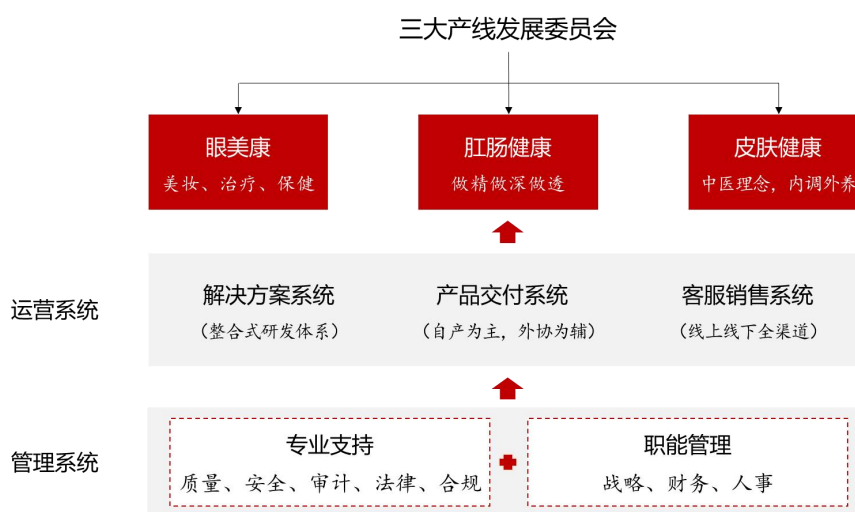 三大产线发展委员会
眼美康
美妆、治疗、保健
肛肠健康
做精做深做透
皮肤健康
中医理念，内调外养
运营系统
解决方案系统
（整合式研发体系）
产品交付系统
（自产为主，外协为辅）
客服销售系统
（线上线下全渠道）
管理系统
专业支持
质量、安全、审计、法律、合规
职能管理
战略、财务、人事